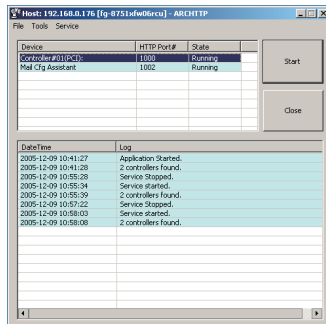 Host: 192.168.0.176 [fg-8751xfw06rcu] - ARCHTTP
File Tools Service
Device HTTP Port# State
Controller#01(PCI): 1000 Running
Mail Cfg Assistant 1002 Running
Start
Close
DateTime Log
2005-12-09 10:41:27 Application Started.
2005-12-09 10:41:28 2 controllers found.
2005-12-09 10:55:28 Service Stopped.
2005-12-09 10:55:34 Service started.
2005-12-09 10:55:39 2 controllers found.
2005-12-09 10:57:22 Service Stopped.
2005-12-09 10:58:03 Service started.
2005-12-09 10:58:08 2 controllers found.